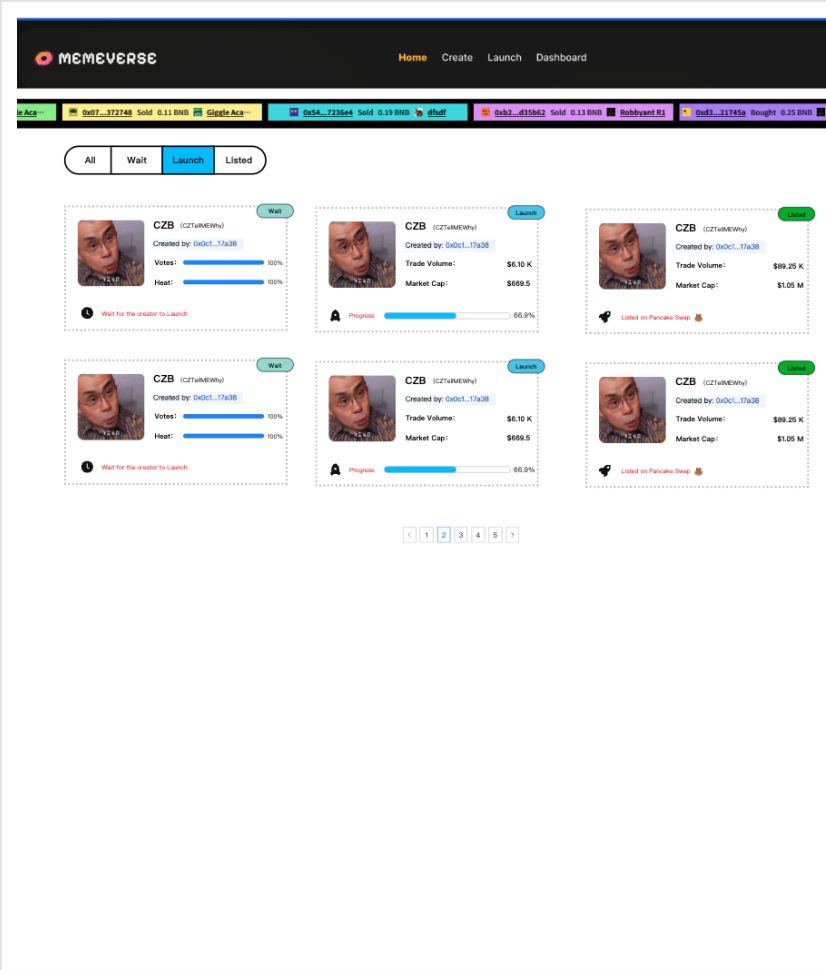 MEMEVERSE
Home Create Launch Dashboard
le Aca··· 0x07...372748 Sold 0.11 BNB Giggle Aca··· 0x54...7236e4 Sold 0.19 BNB dfsdf 0xb2...d35b62 Sold 0.13 BNB Robbyant R1 0xd3...21745a Bought 0.25 BNB
All Wait Launch Listed
Wait
CZB (CZTellMEWhy)
Created by: 0x0c1...17a38
Votes: 100%
Heat: 100%
Wait for the creator to Launch
Launch
CZB (CZTellMEWhy)
Created by: 0x0c1...17a38
Trade Volume: $6.10 K
Market Cap: $669.5
Progress 66.9%
Listed
CZB (CZTellMEWhy)
Created by: 0x0c1...17a38
Trade Volume: $89.25 K
Market Cap: $1.05 M
Listed on Pancake Swap
Wait
CZB (CZTellMEWhy)
Created by: 0x0c1...17a38
Votes: 100%
Heat: 100%
Wait for the creator to Launch
Launch
CZB (CZTellMEWhy)
Created by: 0x0c1...17a38
Trade Volume: $6.10 K
Market Cap: $669.5
Progress 66.9%
Listed
CZB (CZTellMEWhy)
Created by: 0x0c1...17a38
Trade Volume: $89.25 K
Market Cap: $1.05 M
Listed on Pancake Swap
< 1 2 3 4 5 >